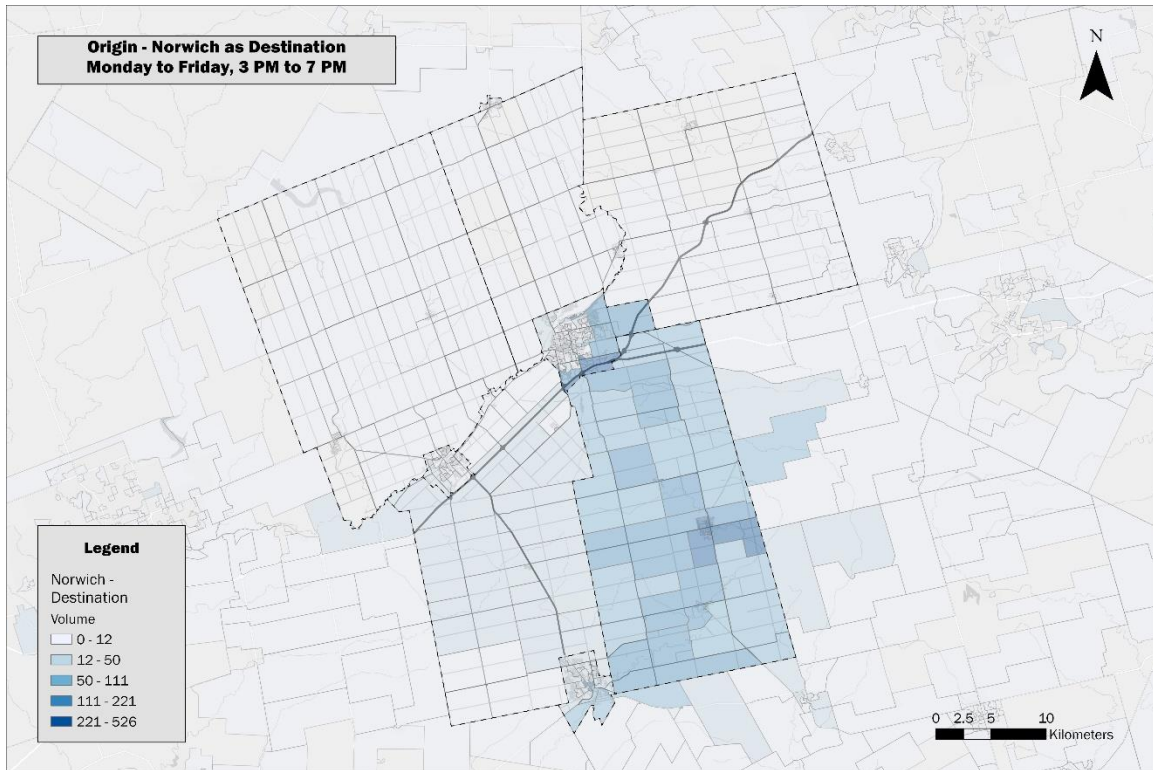 Origin - Norwich as Destination
Monday to Friday, 3 PM to 7 PM
N
Legend
Norwich -
Destination
Volume
0 - 12
12 - 50
50 - 111
111 - 221
221 - 526
0 2.5 5 10
Kilometers